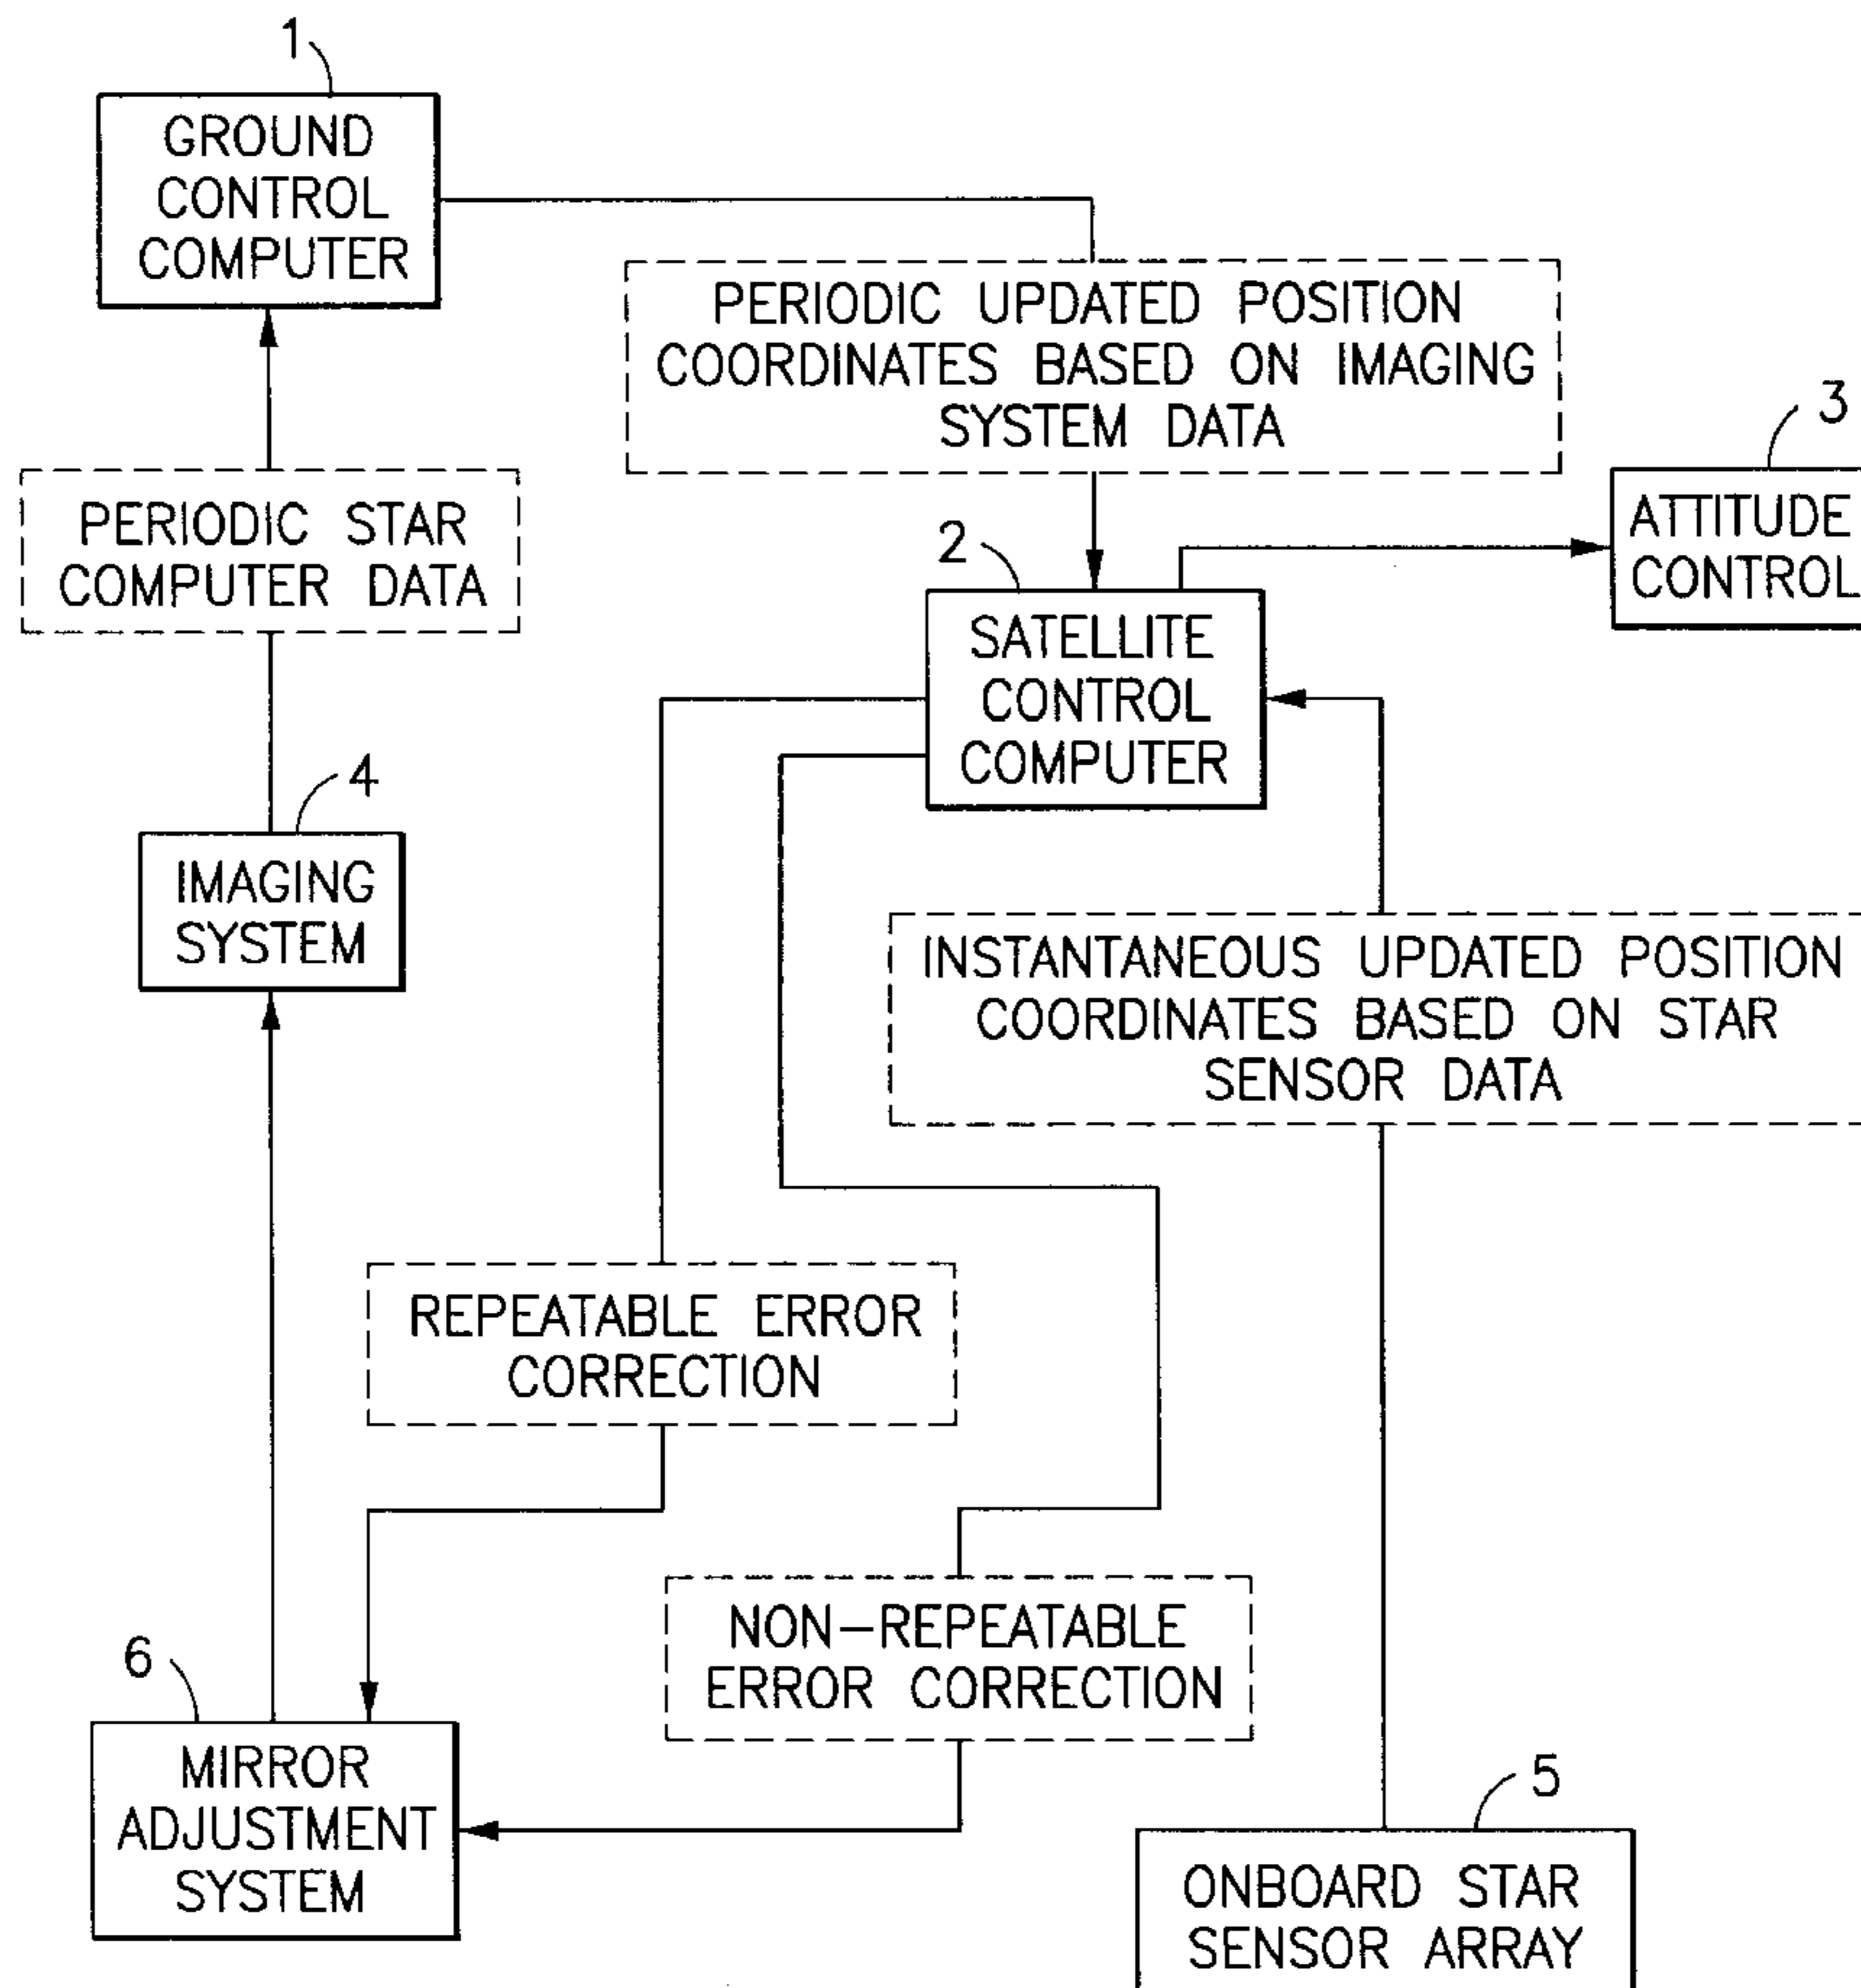 1
GROUND
CONTROL
COMPUTER
PERIODIC UPDATED POSITION
COORDINATES BASED ON IMAGING
SYSTEM DATA
3
ATTITUDE
CONTROL
PERIODIC STAR
COMPUTER DATA
2
SATELLITE
CONTROL
COMPUTER
4
IMAGING
SYSTEM
INSTANTANEOUS UPDATED POSITION
COORDINATES BASED ON STAR
SENSOR DATA
REPEATABLE ERROR
CORRECTION
NON-REPEATABLE
ERROR CORRECTION
6
MIRROR
ADJUSTMENT
SYSTEM
5
ONBOARD STAR
SENSOR ARRAY